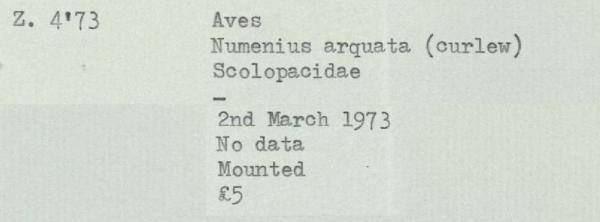 Z. 4'73 Aves
Numenius arquata (curlew)
Scolopacidae
–
2nd March 1973
No data
Mounted
£5